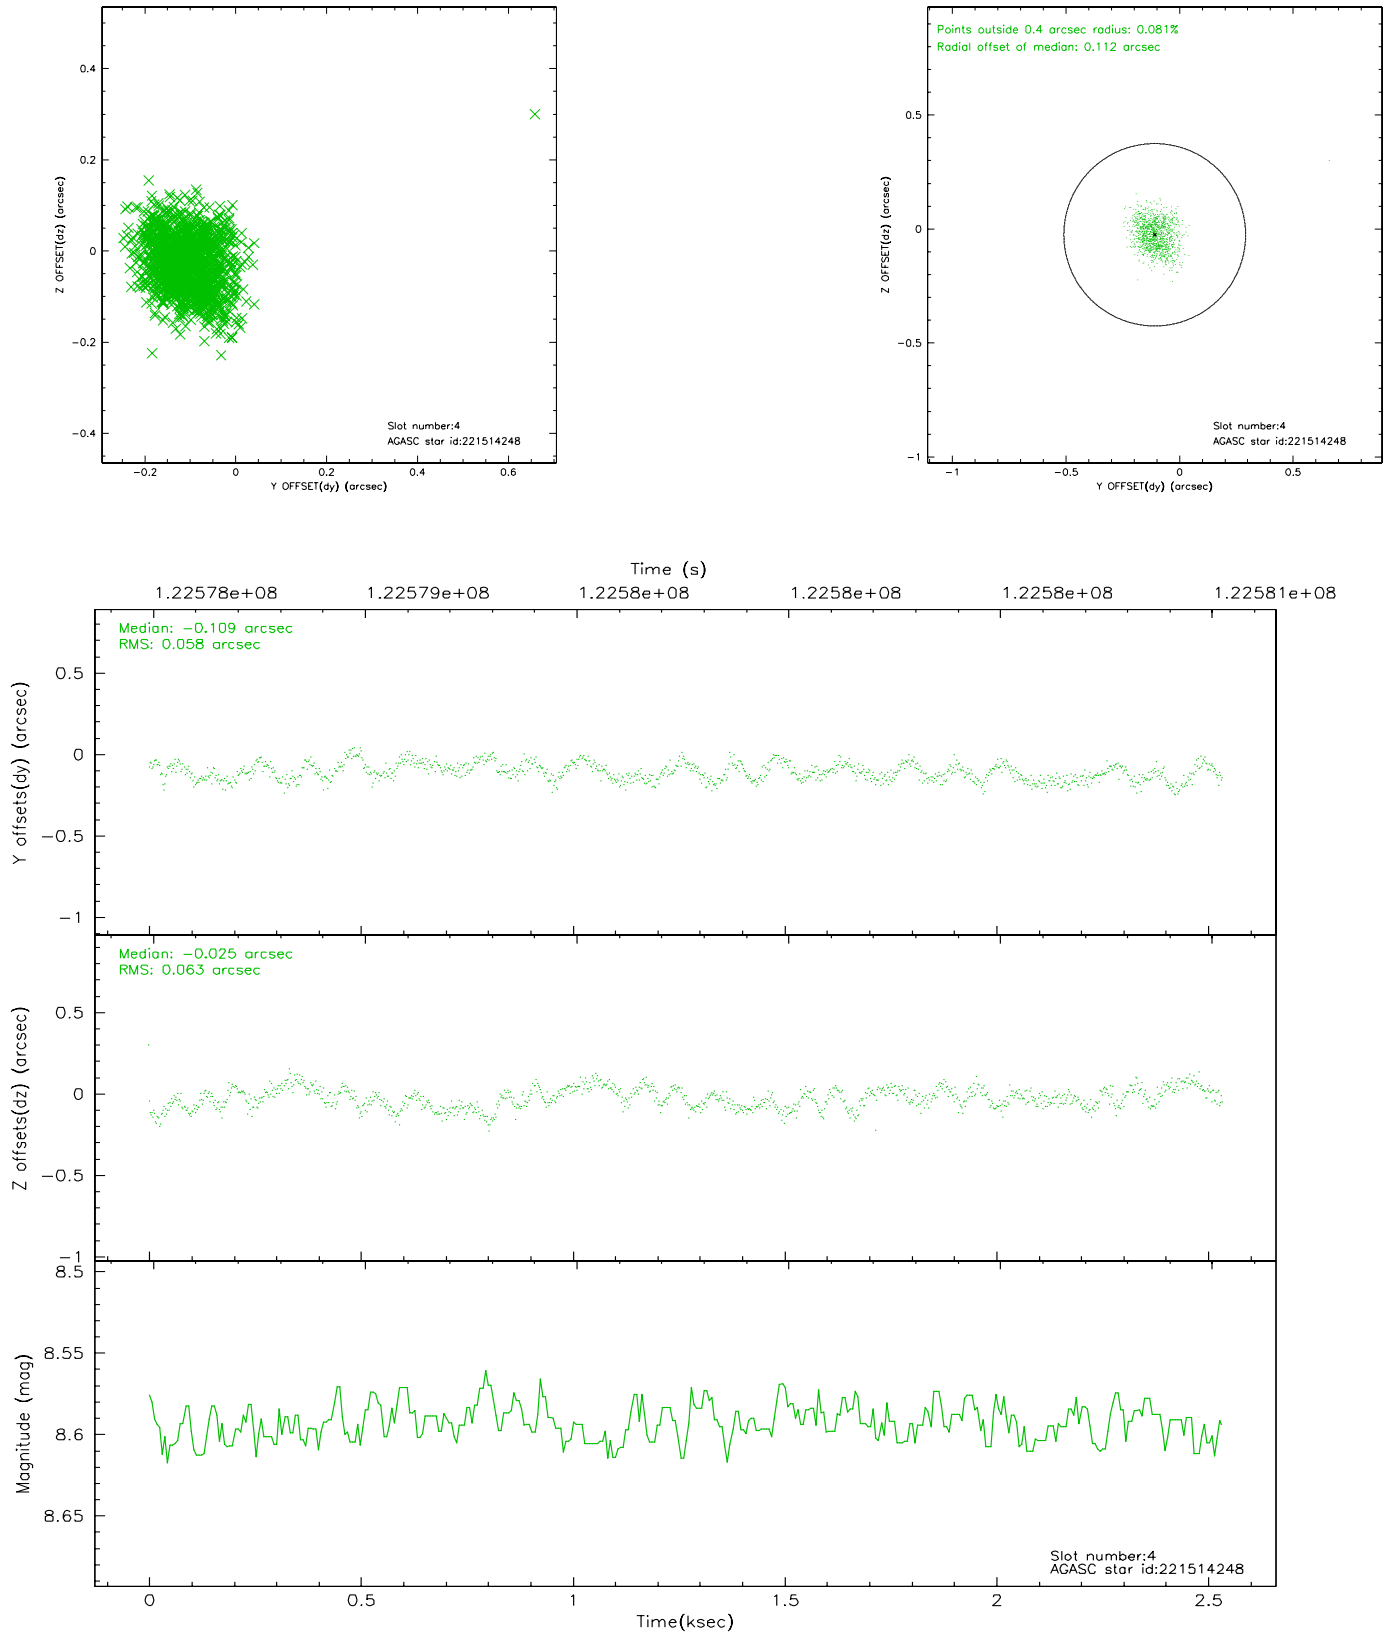 0.4
0.2
0
−0.2
−0.4
Z OFFSET(dz) (arcsec)
Slot number:4
AGASC star id:221514248
−0.2 0 0.2 0.4 0.6
Y OFFSET(dy) (arcsec)
Points outside 0.4 arcsec radius: 0.081%
Radial offset of median: 0.112 arcsec
0.5
0
−0.5
−1
Z OFFSET(dz) (arcsec)
Slot number:4
AGASC star id:221514248
−1 −0.5 0 0.5
Y OFFSET(dy) (arcsec)
Time (s)
1.22578e+08 1.22579e+08 1.2258e+08 1.2258e+08 1.2258e+08 1.22581e+08
Median: −0.109 arcsec
RMS: 0.058 arcsec
0.5
0
−0.5
−1
Y offsets(dy) (arcsec)
Median: −0.025 arcsec
RMS: 0.063 arcsec
0.5
0
−0.5
−1
Z offsets(dz) (arcsec)
8.5
8.55
8.6
8.65
Magnitude (mag)
Slot number:4
AGASC star id:221514248
0 0.5 1 1.5 2 2.5
Time(ksec)